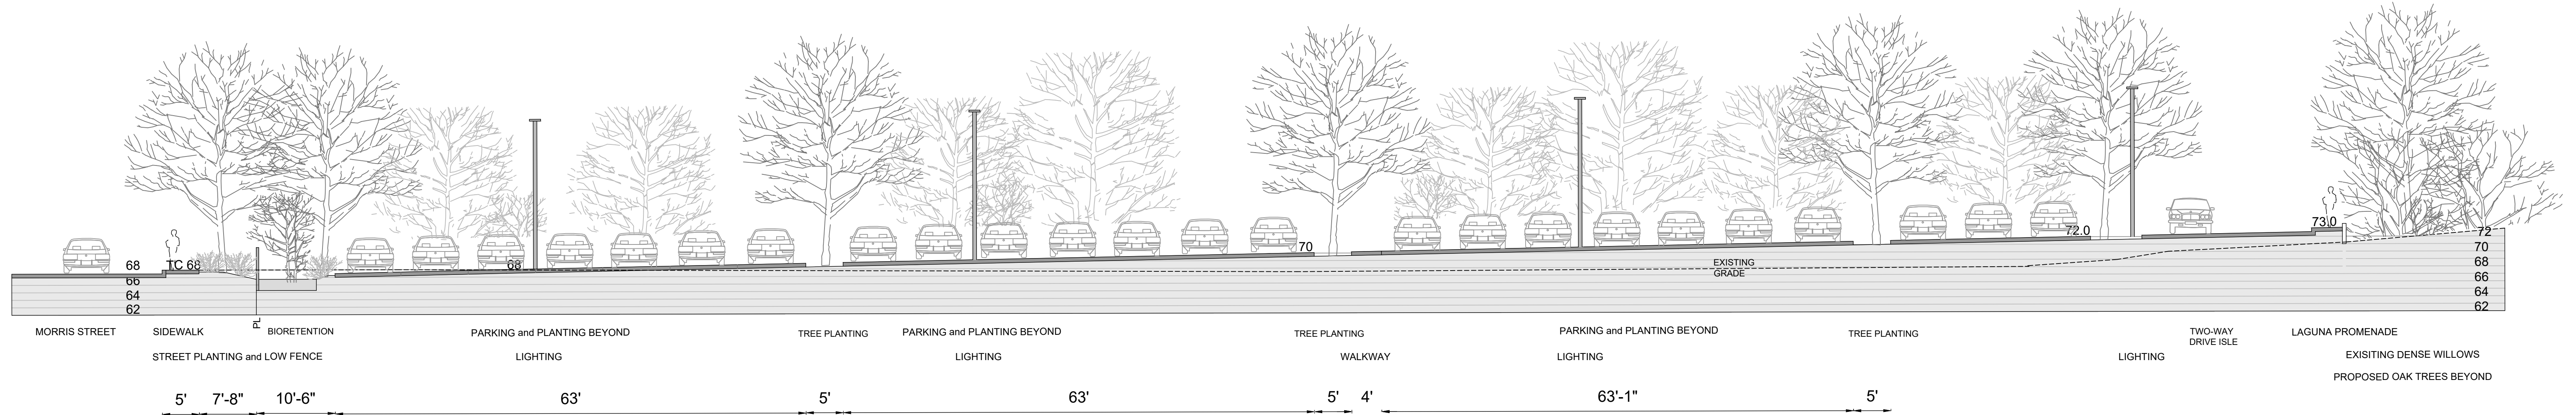 73.0
72.0
72
70
70
68
TC 68
68
EXISTING
GRADE
68
66
66
64
64
62
62
PL
MORRIS STREET
SIDEWALK
BIORETENTION
PARKING and PLANTING BEYOND
TREE PLANTING
PARKING and PLANTING BEYOND
TREE PLANTING
PARKING and PLANTING BEYOND
TREE PLANTING
TWO-WAY
DRIVE ISLE
LAGUNA PROMENADE
STREET PLANTING and LOW FENCE
LIGHTING
LIGHTING
WALKWAY
LIGHTING
LIGHTING
EXISITING DENSE WILLOWS
PROPOSED OAK TREES BEYOND
5'
7'-8"
10'-6"
63'
5'
63'
5'
4'
63'-1"
5'